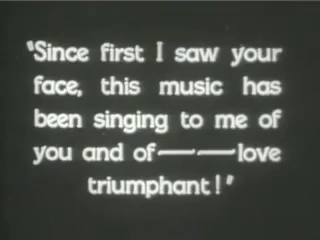 "Since first I saw your
face, this music has
been singing to me of
you and of — — love
triumphant!"